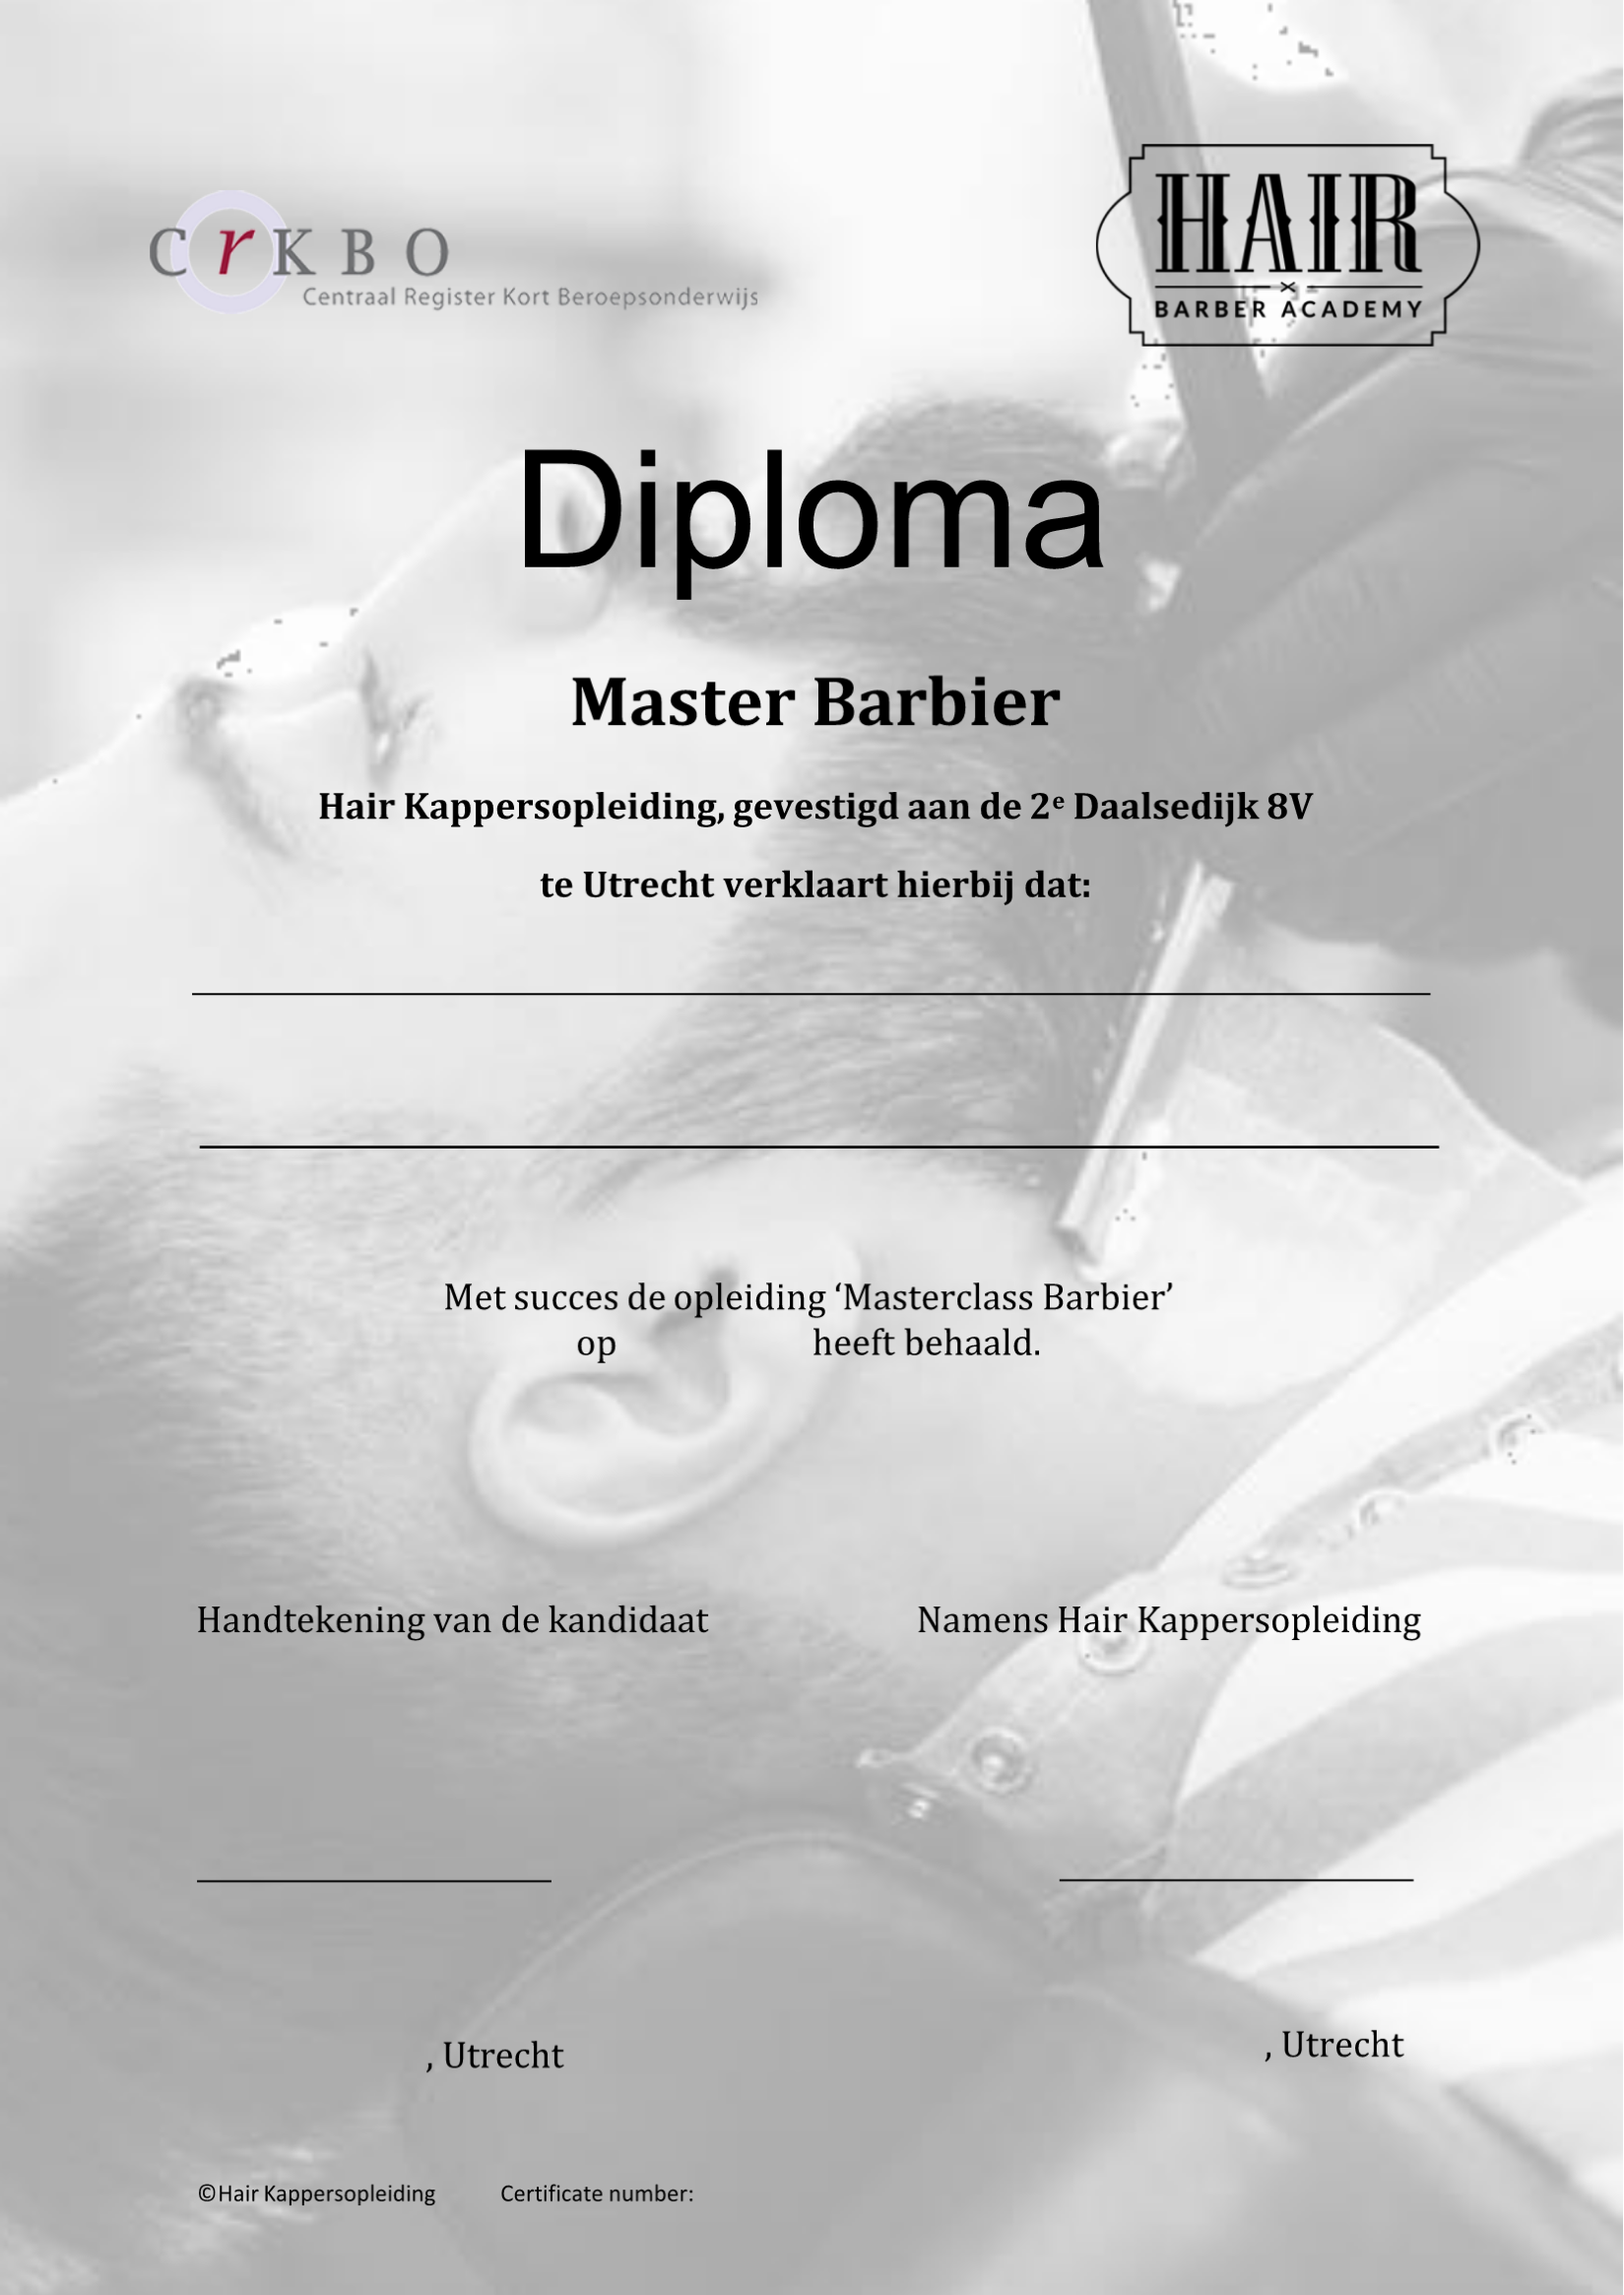 CrKBO
Centraal Register Kort Beroepsonderwijs
HAIR
BARBER ACADEMY
Diploma
Master Barbier
Hair Kappersopleiding, gevestigd aan de 2e Daalsedijk 8V
te Utrecht verklaart hierbij dat:
Met succes de opleiding ‘Masterclass Barbier’
op heeft behaald.
Handtekening van de kandidaat Namens Hair Kappersopleiding
, Utrecht , Utrecht
©Hair Kappersopleiding Certificate number: